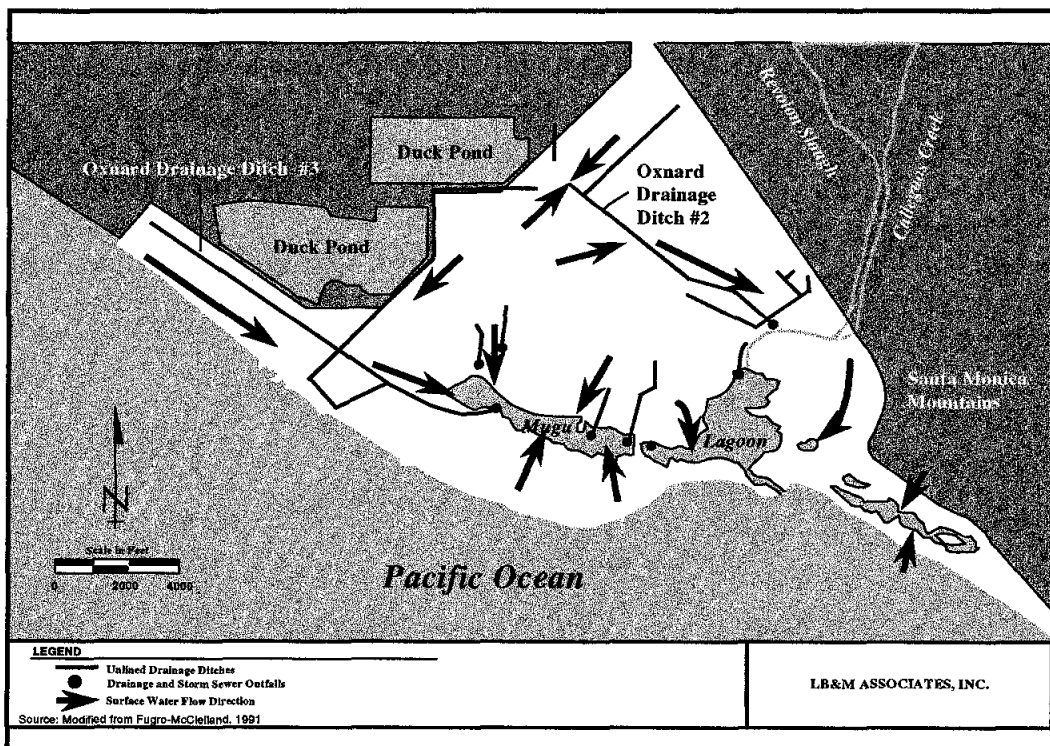 Revolon Slough
Calleguas Creek
Duck Pond
Oxnard Drainage Ditch #3
Oxnard
Drainage
Ditch #2
Duck Pond
Santa Monica
Mountains
Mugu
Lagoon
N
Scale in Feet
0 2000 4000
Pacific Ocean
LEGEND
Unlined Drainage Ditches
Drainage and Storm Sewer Outfalls
Surface Water Flow Direction
LB&M ASSOCIATES, INC.
Source: Modified from Fugro-McClelland, 1991